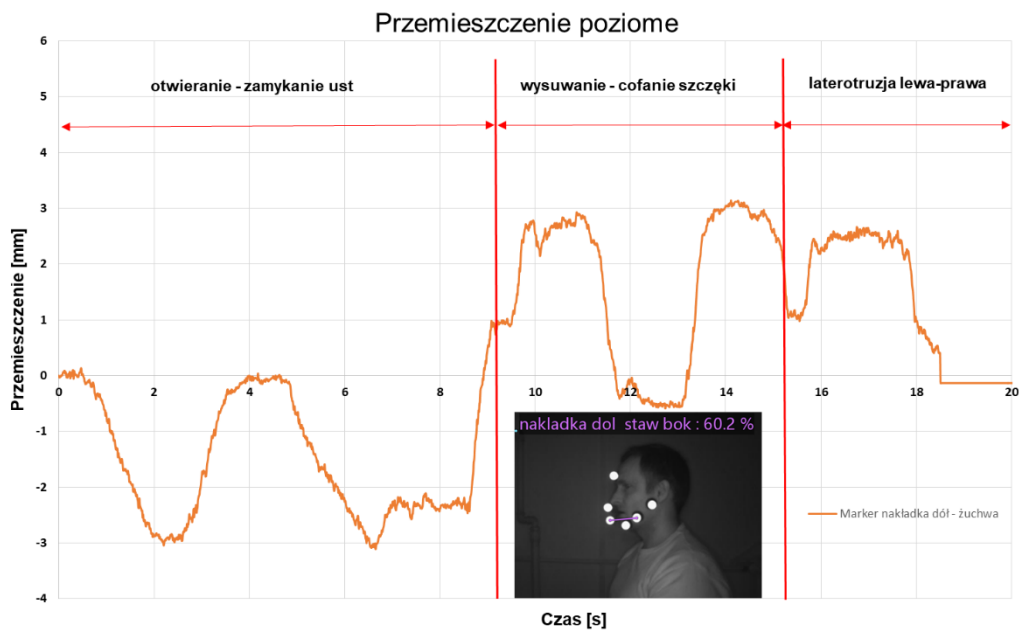 Przemieszczenie poziome
6
5
4
3
2
1
0
-1
-2
-3
-4
Przemieszczenie [mm]
otwieranie - zamykanie ust
wysuwanie - cofanie szczęki
laterotruzja lewa-prawa
0 2 4 6 8 10 12 14 16 18 20
nakladka dol staw bok : 60.2 %
Marker nakładka dół - żuchwa
Czas [s]